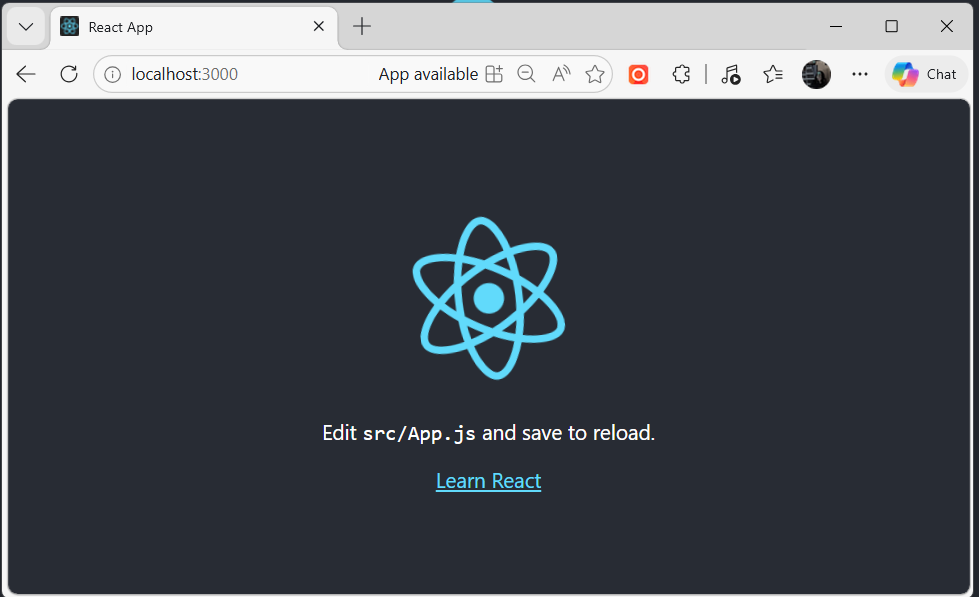 React App
localhost:3000
App available
Chat
Edit src/App.js and save to reload.
Learn React